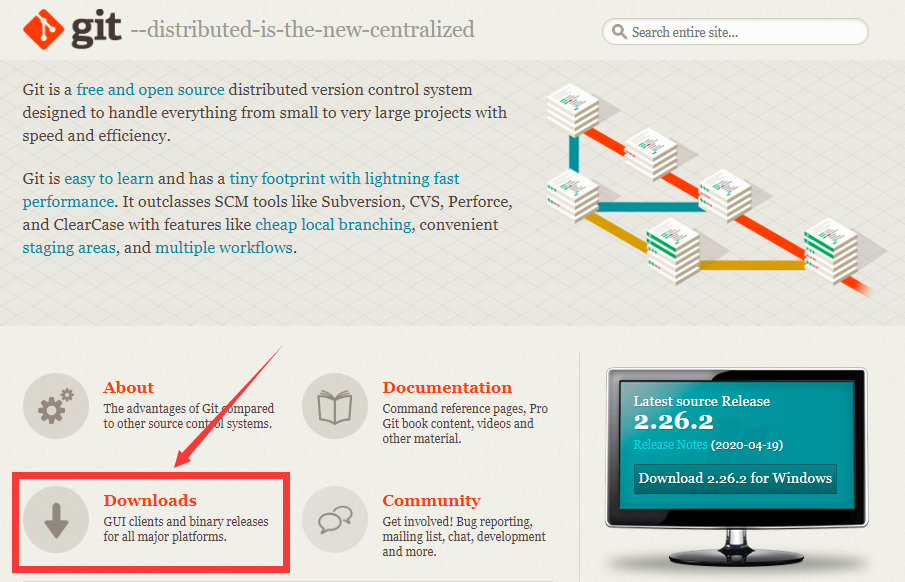 git --distributed-is-the-new-centralized
Search entire site...
Git is a free and open source distributed version control system
designed to handle everything from small to very large projects with
speed and efficiency.
Git is easy to learn and has a tiny footprint with lightning fast
performance. It outclasses SCM tools like Subversion, CVS, Perforce,
and ClearCase with features like cheap local branching, convenient
staging areas, and multiple workflows.
About
The advantages of Git compared
to other source control systems.
Documentation
Command reference pages, Pro
Git book content, videos and
other material.
Downloads
GUI clients and binary releases
for all major platforms.
Community
Get involved! Bug reporting,
mailing list, chat, development
and more.
Latest source Release
2.26.2
Release Notes (2020-04-19)
Download 2.26.2 for Windows